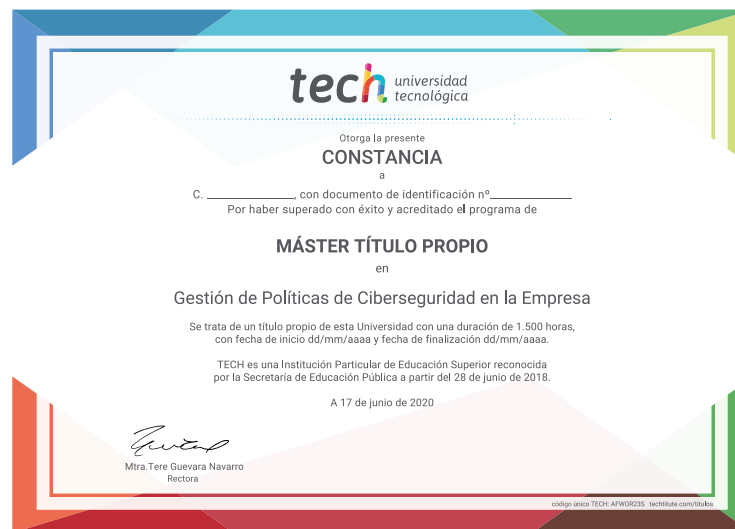 tech universidad
tecnológica
Otorga la presente
CONSTANCIA
a
C. ______________, con documento de identificación nº______________
Por haber superado con éxito y acreditado el programa de
MÁSTER TÍTULO PROPIO
en
Gestión de Políticas de Ciberseguridad en la Empresa
Se trata de un título propio de esta Universidad con una duración de 1.500 horas,
con fecha de inicio dd/mm/aaaa y fecha de finalización dd/mm/aaaa.
TECH es una Institución Particular de Educación Superior reconocida
por la Secretaría de Educación Pública a partir del 28 de junio de 2018.
A 17 de junio de 2020
Mtra.Tere Guevara Navarro
Rectora
código único TECH: AFWOR23S techtitute.com/titulos